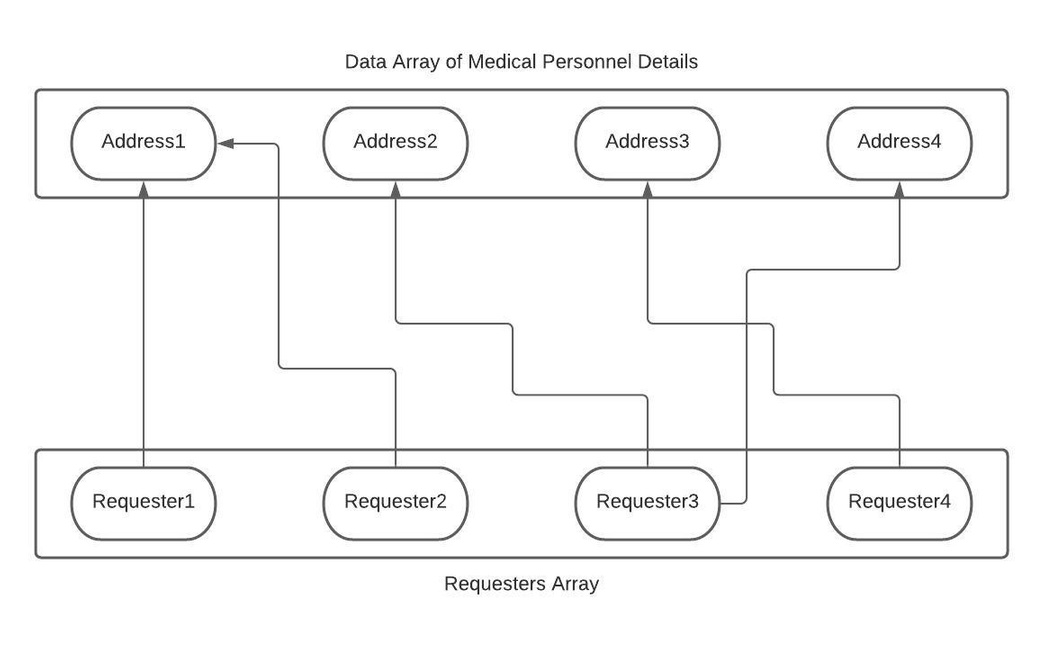 Data Array of Medical Personnel Details
Address1
Address2
Address3
Address4
Requester1
Requester2
Requester3
Requester4
Requesters Array